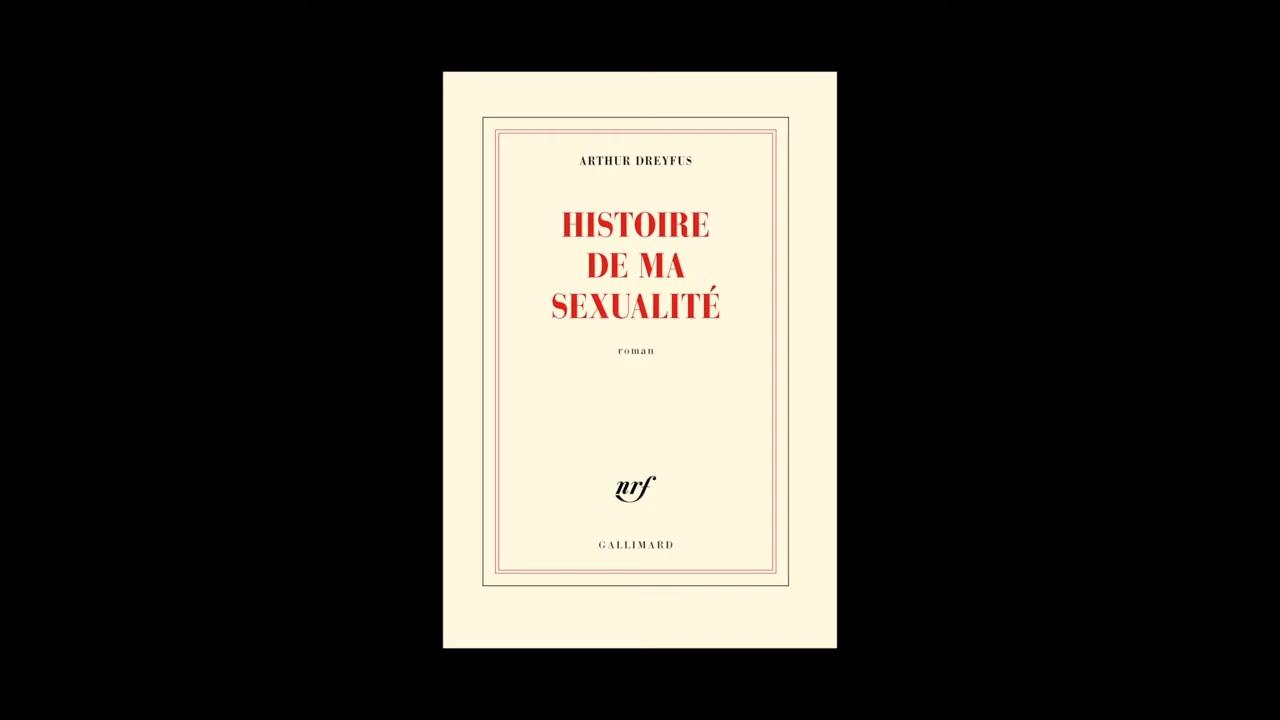 ARTHUR DREYFUS
HISTOIRE
DE MA
SEXUALITÉ
roman
nrf
GALLIMARD